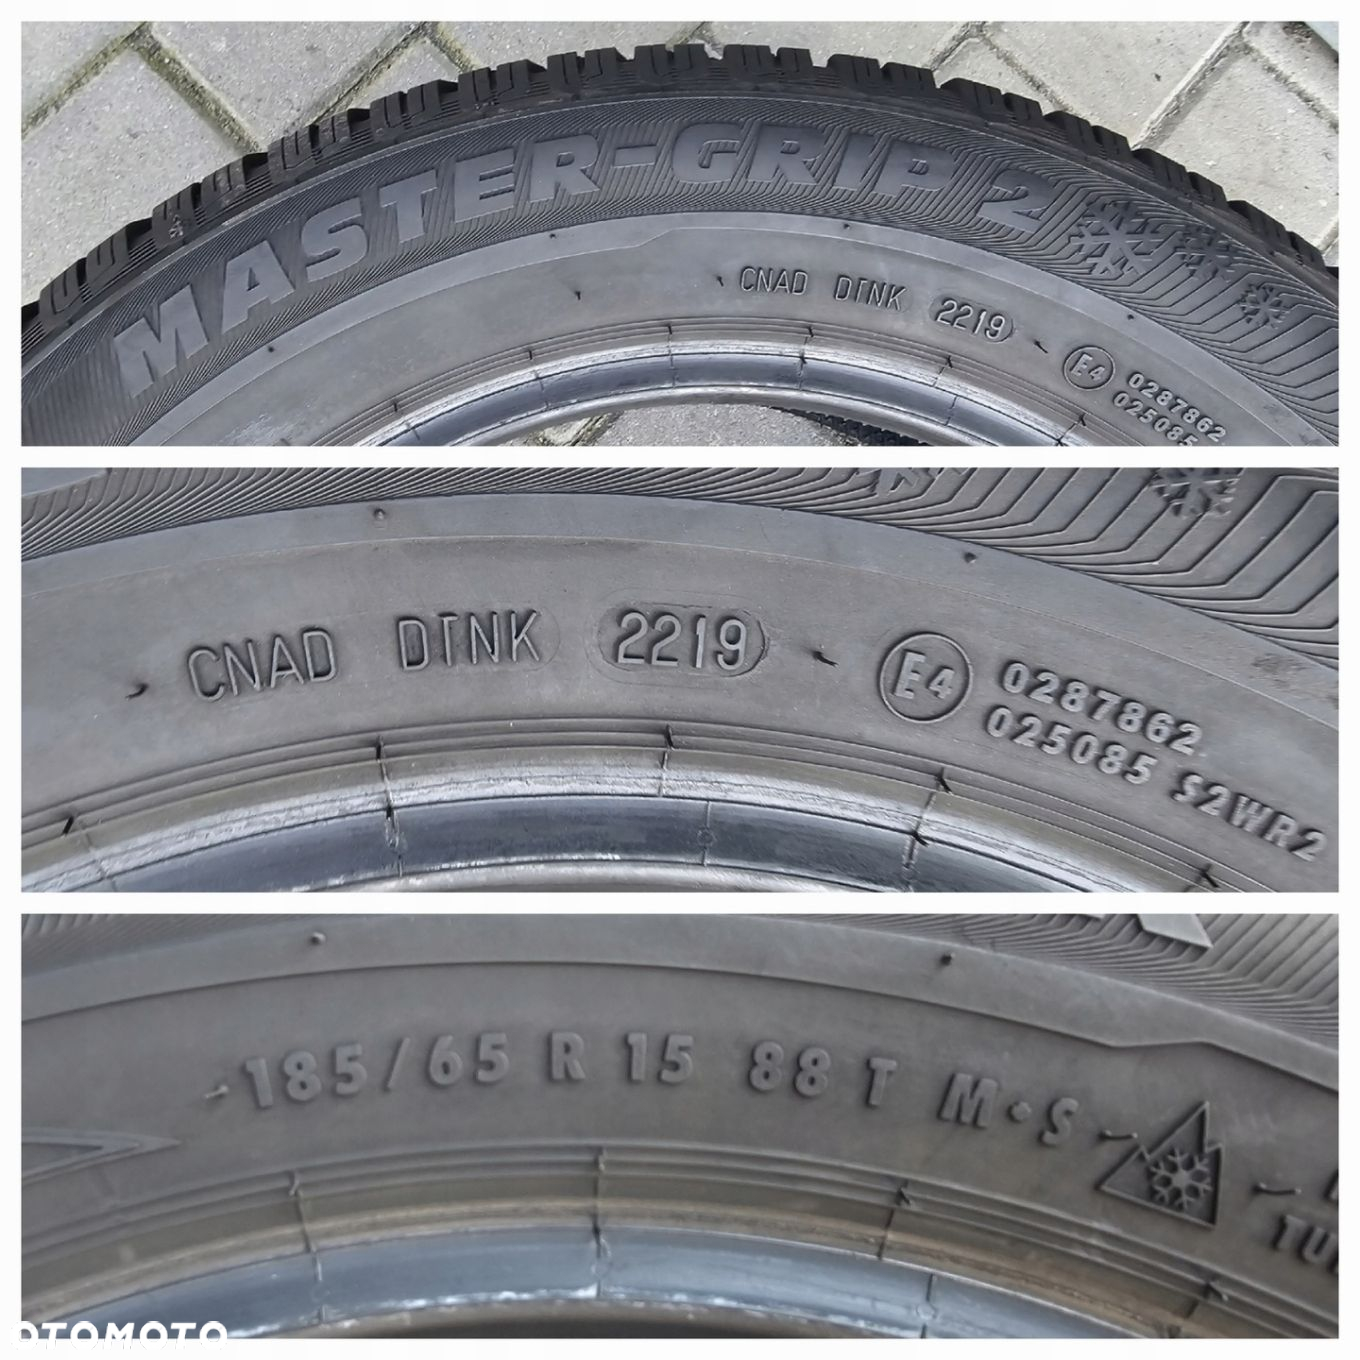 MASTER-GRIP 2
CNAD DTNK 2219
E4
0287862
025085
CNAD DTNK 2219
E4
0287862
025085 S2WR2
185/65 R 15 88 T M+S
OTOMOTO